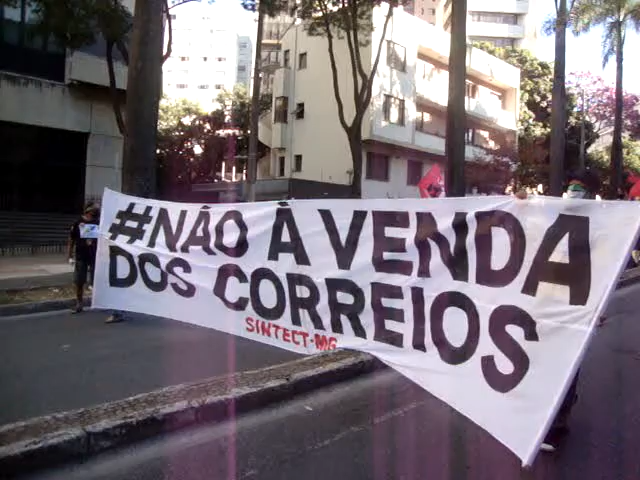 #NÃO À VENDA
DOS CORREIOS
SINTECT-MG